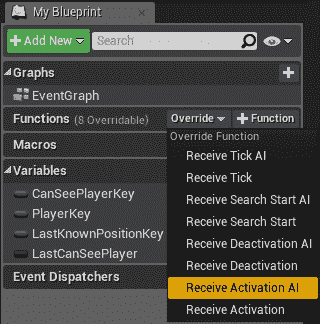 My Blueprint
Add New Search
Graphs
EventGraph
Functions (8 Overridable) Override Function
Override Function
Macros
Receive Tick AI
Receive Tick
Variables
Receive Search Start AI
CanSeePlayerKey
Receive Search Start
PlayerKey
Receive Deactivation AI
LastKnownPositionKey
Receive Deactivation
LastCanSeePlayer
Event Dispatchers
Receive Activation AI
Receive Activation